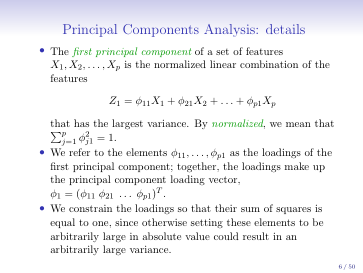 Principal Components Analysis: details
• The first principal component of a set of features
X₁, X₂, . . . , Xₚ is the normalized linear combination of the
features
Z₁ = ϕ₁₁X₁ + ϕ₂₁X₂ + . . . + ϕₚ₁Xₚ
that has the largest variance. By normalized, we mean that
∑ᵖⱼ₌₁ ϕ²ⱼ₁ = 1.
• We refer to the elements ϕ₁₁, . . . , ϕₚ₁ as the loadings of the
first principal component; together, the loadings make up
the principal component loading vector,
ϕ₁ = (ϕ₁₁ ϕ₂₁ . . . ϕₚ₁)ᵀ.
• We constrain the loadings so that their sum of squares is
equal to one, since otherwise setting these elements to be
arbitrarily large in absolute value could result in an
arbitrarily large variance.
6 / 50